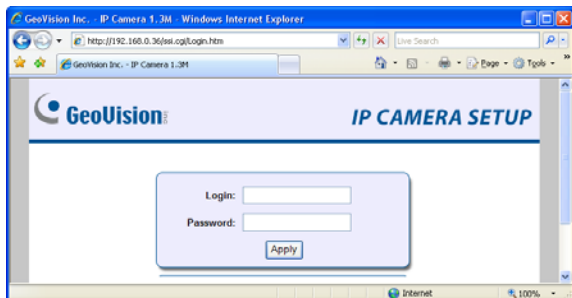 GeoVision Inc. - IP Camera 1.3M - Windows Internet Explorer
http://192.168.0.36/ssi.cgi/Login.htm
Live Search
GeoVision Inc. - IP Camera 1.3M
Page
Tools
GeoVision
IP CAMERA SETUP
Login:
Password:
Apply
Internet
100%